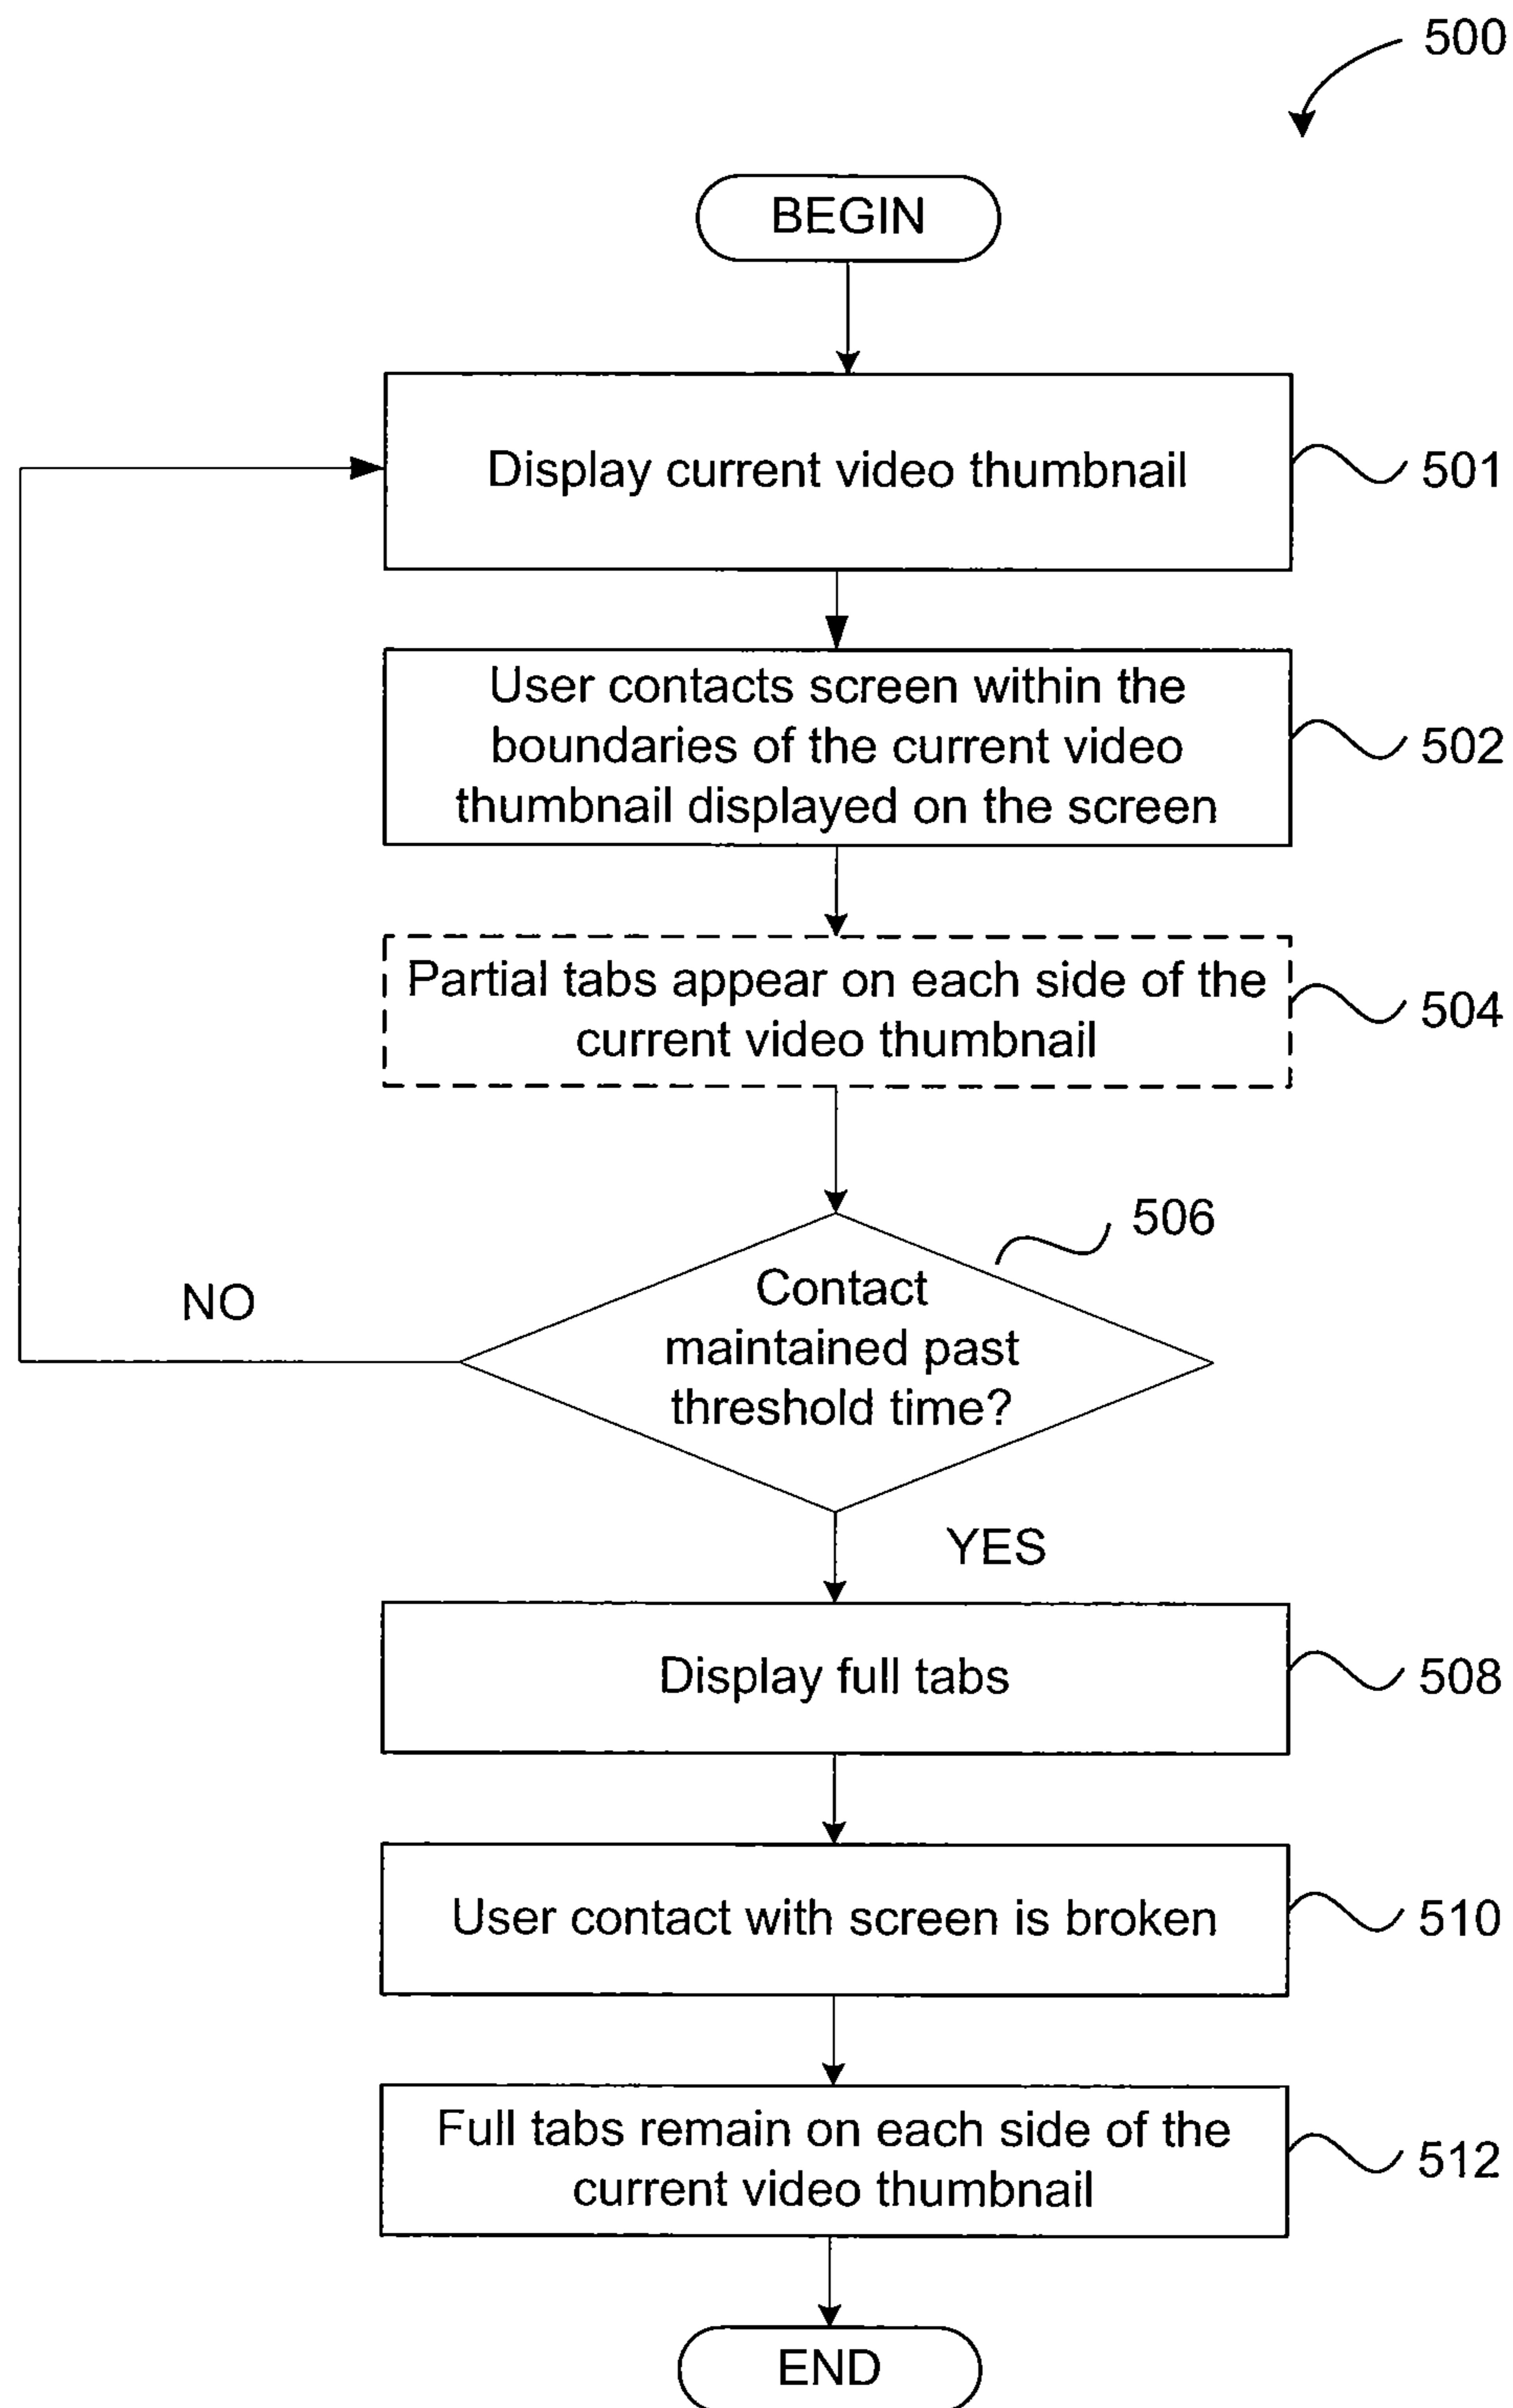 500
BEGIN
Display current video thumbnail
501
User contacts screen within the
boundaries of the current video
thumbnail displayed on the screen
502
Partial tabs appear on each side of the
current video thumbnail
504
506
Contact
maintained past
threshold time?
NO
YES
Display full tabs
508
User contact with screen is broken
510
Full tabs remain on each side of the
current video thumbnail
512
END